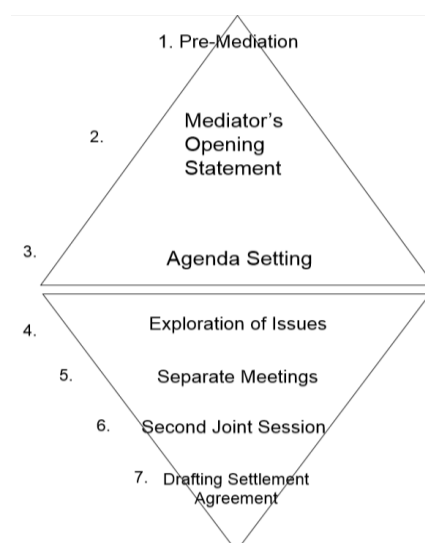 1. Pre-Mediation
2. Mediator’s
Opening
Statement
3. Agenda Setting
4. Exploration of Issues
5. Separate Meetings
6. Second Joint Session
7. Drafting Settlement
Agreement